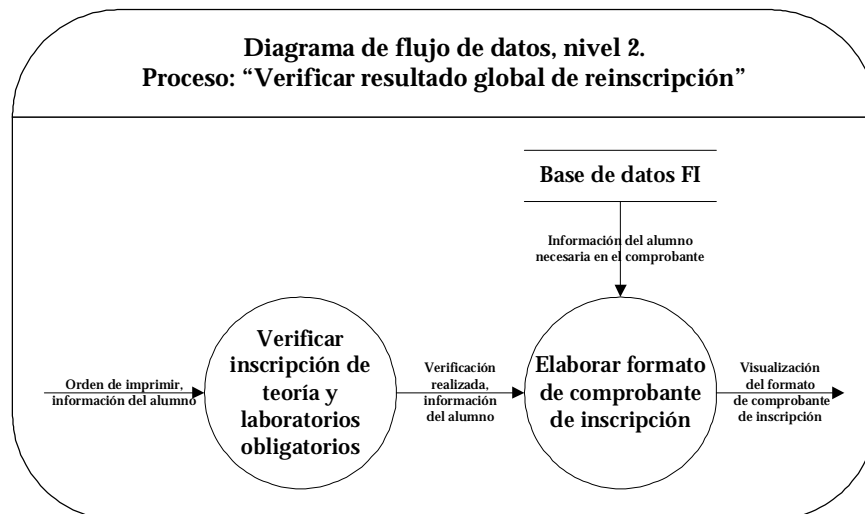 Diagrama de flujo de datos, nivel 2.
Proceso: “Verificar resultado global de reinscripción”
Base de datos FI
Información del alumno
necesaria en el comprobante
Orden de imprimir,
información del alumno
Verificar
inscripción de
teoría y
laboratorios
obligatorios
Verificación
realizada,
información
del alumno
Elaborar formato
de comprobante
de inscripción
Visualización
del formato
de comprobante
de inscripción